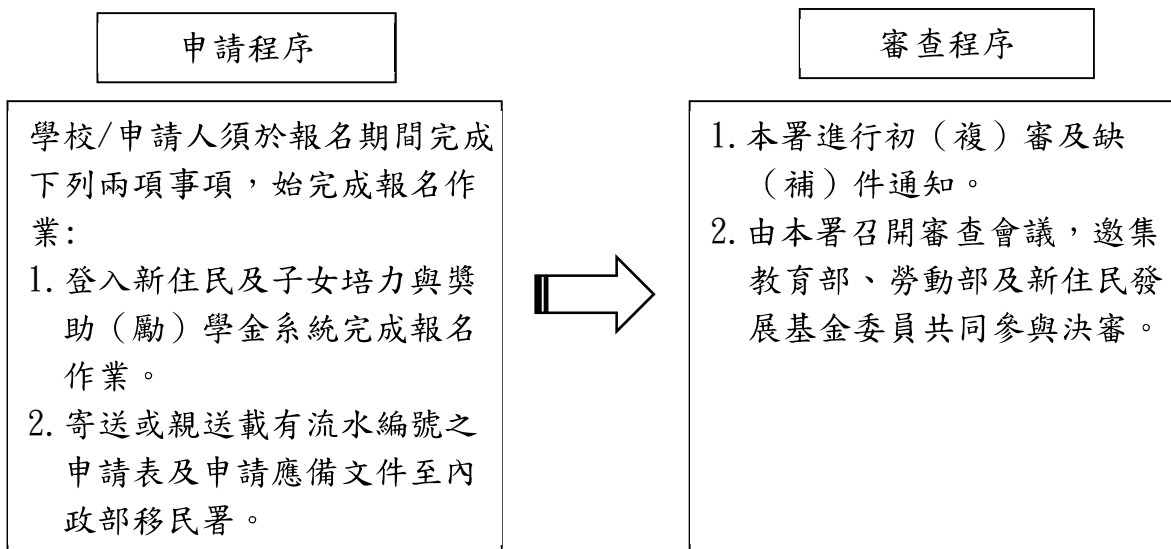 申請程序
學校/申請人須於報名期間完成
下列兩項事項，始完成報名作
業:
1. 登入新住民及子女培力與獎
助（勵）學金系統完成報名
作業。
2. 寄送或親送載有流水編號之
申請表及申請應備文件至內
政部移民署。
審查程序
1. 本署進行初（複）審及缺
（補）件通知。
2. 由本署召開審查會議，邀集
教育部、勞動部及新住民發
展基金委員共同參與決審。